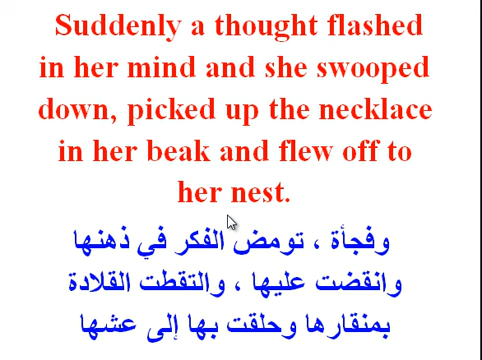 Suddenly a thought flashed
in her mind and she swooped
down, picked up the necklace
in her beak and flew off to
her nest.
وفجأة ، تومض الفكر في ذهنها
وانقضت عليها ، والتقطت القلادة
بمنقارها وحلقت بها إلى عشها